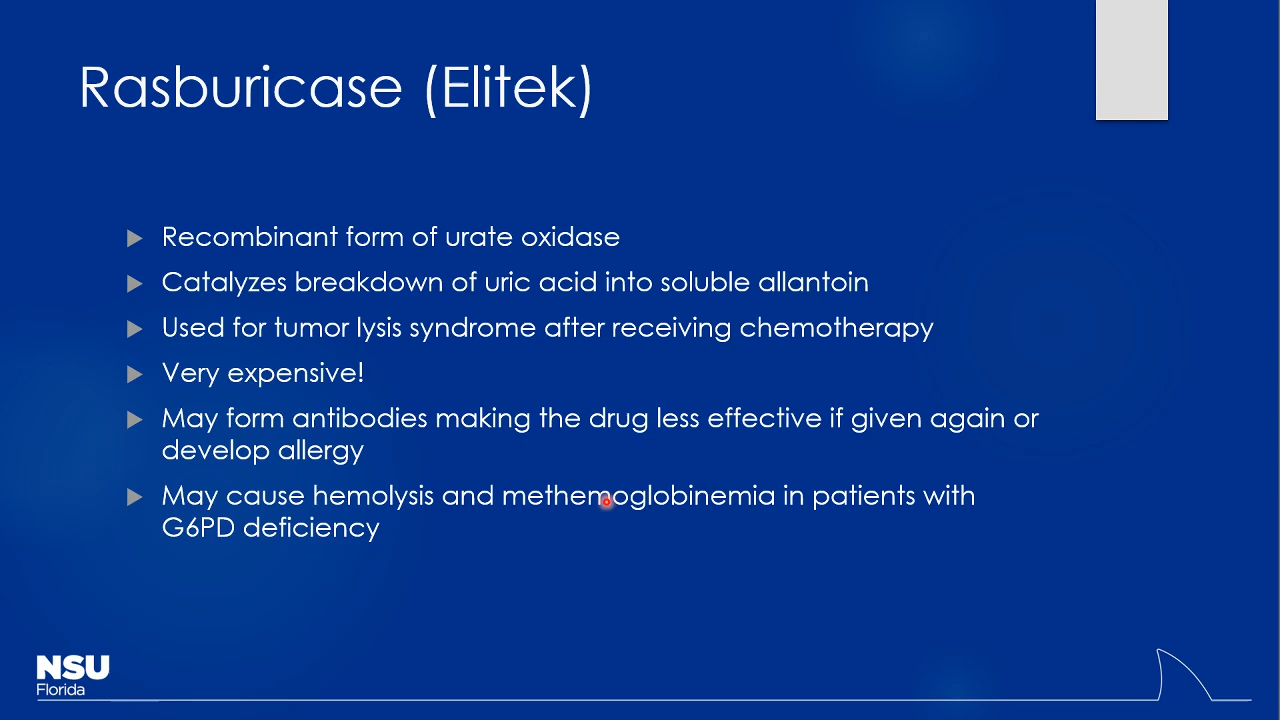 Rasburicase (Elitek)
Recombinant form of urate oxidase
Catalyzes breakdown of uric acid into soluble allantoin
Used for tumor lysis syndrome after receiving chemotherapy
Very expensive!
May form antibodies making the drug less effective if given again or
develop allergy
May cause hemolysis and methemoglobinemia in patients with
G6PD deficiency
NSU
Florida